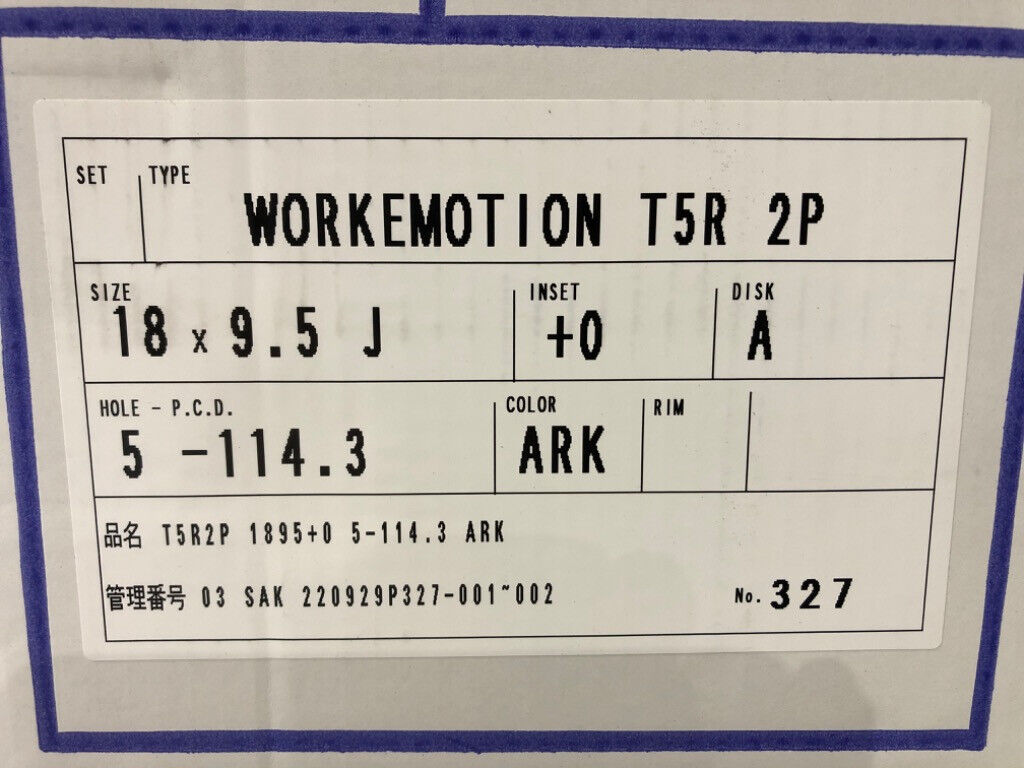 SET TYPE
WORKEMOTION T5R 2P
SIZE INSET DISK
18 x 9.5 J +0 A
HOLE - P.C.D. COLOR RIM
5 -114.3 ARK
品名 T5R2P 1895+0 5-114.3 ARK
管理番号 03 SAK 220929P327-001~002 No. 327